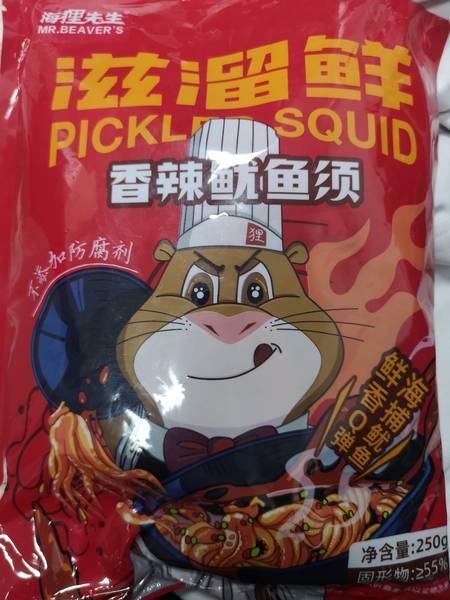 海狸先生
MR.BEAVER'S
滋溜鲜
PICKLED SQUID
香辣鱿鱼须
狸
不添加防腐剂
海捕鱿鱼
鲜香Q弹
净含量:250g
固形物:≥55%